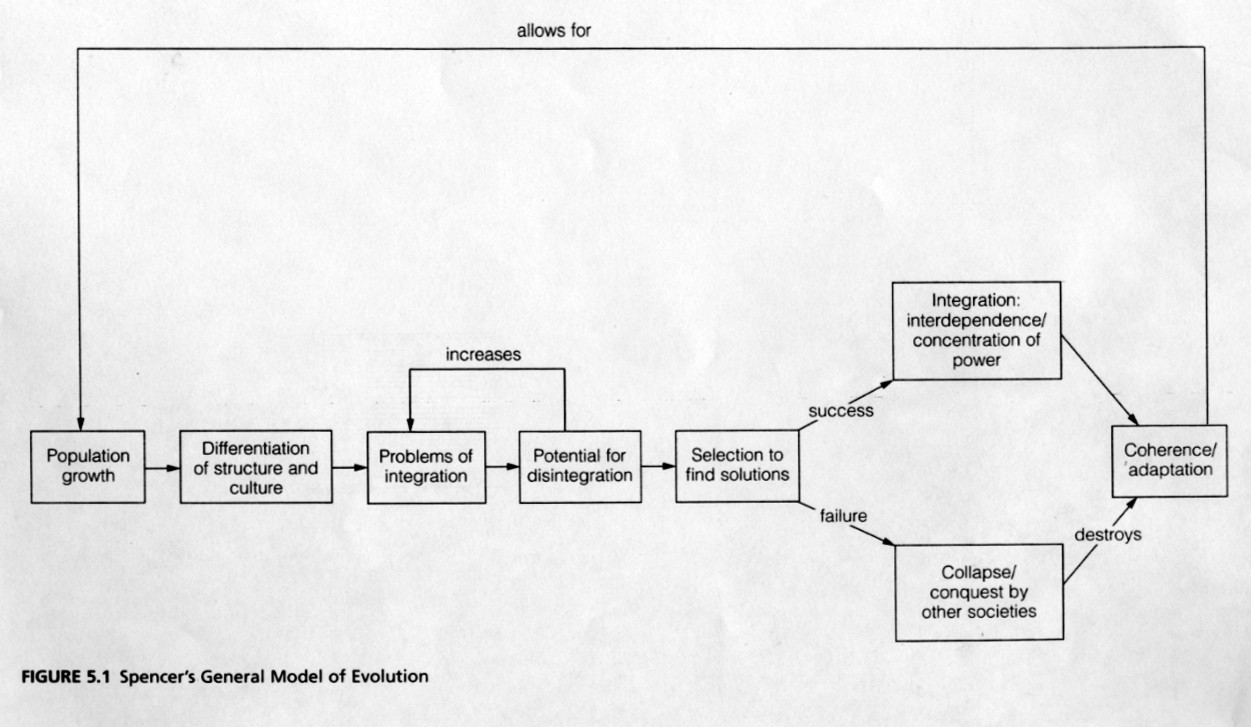 allows for
increases
Population
growth
Differentiation
of structure and
culture
Problems of
integration
Potential for
disintegration
Selection to
find solutions
success
failure
Integration:
interdependence/
concentration of
power
Collapse/
conquest by
other societies
destroys
Coherence/
adaptation
FIGURE 5.1 Spencer's General Model of Evolution